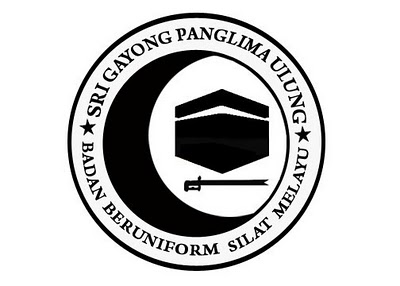 SRI GAYONG PANGLIMA ULUNG
BADAN BERUNIFORM SILAT MELAYU